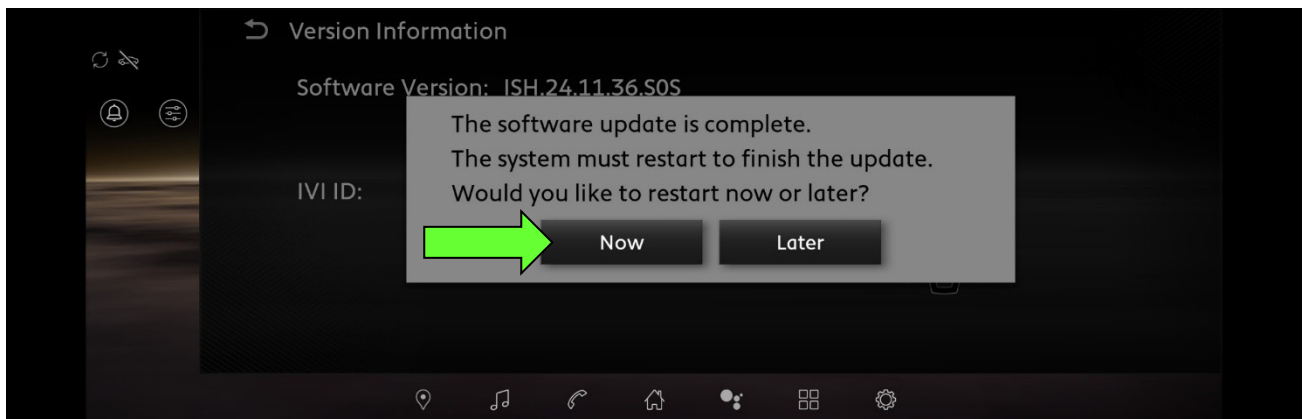 Version Information
Software Version: ISH.24.11.36.S0S
The software update is complete.
The system must restart to finish the update.
IVI ID:
Would you like to restart now or later?
Now
Later